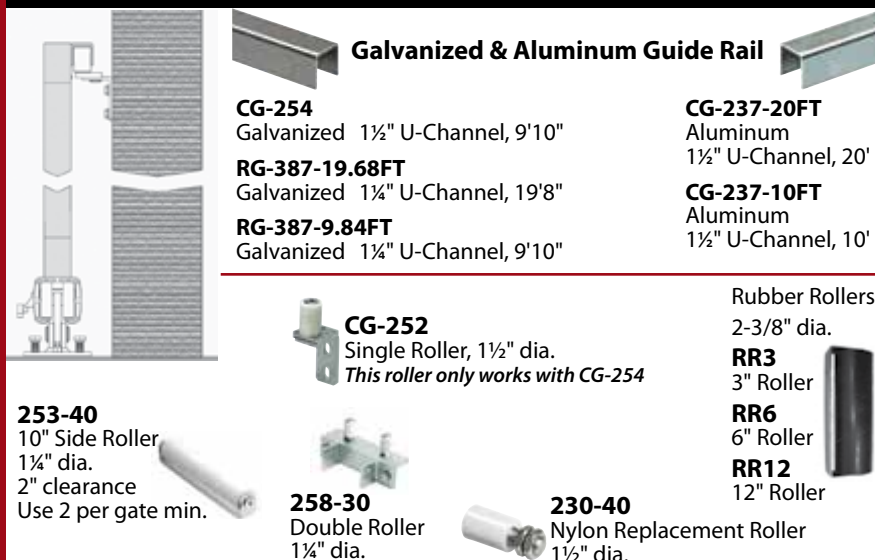 Galvanized & Aluminum Guide Rail
CG-254
Galvanized 1½" U-Channel, 9'10"
RG-387-19.68FT
Galvanized 1¼" U-Channel, 19'8"
RG-387-9.84FT
Galvanized 1¼" U-Channel, 9'10"
CG-237-20FT
Aluminum
1½" U-Channel, 20'
CG-237-10FT
Aluminum
1½" U-Channel, 10'
CG-252
Single Roller, 1½" dia.
This roller only works with CG-254
Rubber Rollers
2-3/8" dia.
RR3
3" Roller
RR6
6" Roller
RR12
12" Roller
253-40
10" Side Roller
1¼" dia.
2" clearance
Use 2 per gate min.
258-30
Double Roller
1¼" dia.
230-40
Nylon Replacement Roller
1½" dia.